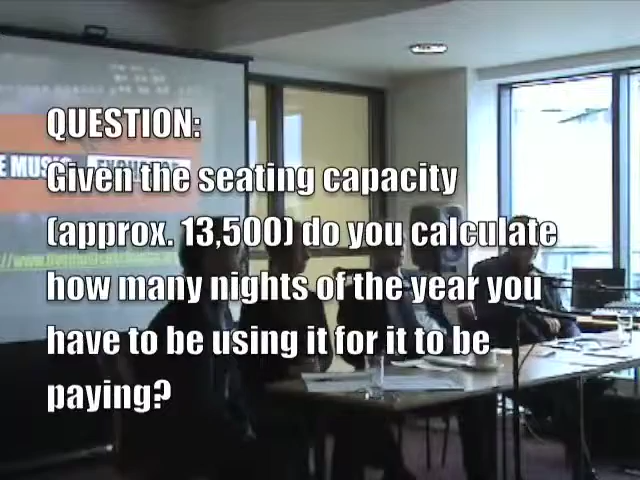 QUESTION:
Given the seating capacity
(approx. 13,500) do you calculate
how many nights of the year you
have to be using it for it to be
paying?
E MUSIC